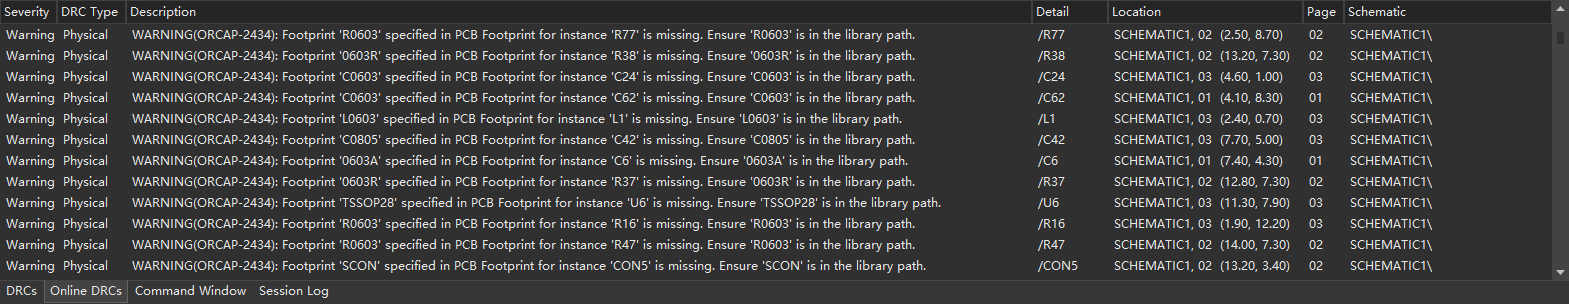 Severity DRC Type Description Detail Location Page Schematic
Warning Physical WARNING(ORCAP-2434): Footprint 'R0603' specified in PCB Footprint for instance 'R77' is missing. Ensure 'R0603' is in the library path. /R77 SCHEMATIC1, 02 (2.50, 8.70) 02 SCHEMATIC1\
Warning Physical WARNING(ORCAP-2434): Footprint '0603R' specified in PCB Footprint for instance 'R38' is missing. Ensure '0603R' is in the library path. /R38 SCHEMATIC1, 02 (13.20, 7.30) 02 SCHEMATIC1\
Warning Physical WARNING(ORCAP-2434): Footprint 'C0603' specified in PCB Footprint for instance 'C24' is missing. Ensure 'C0603' is in the library path. /C24 SCHEMATIC1, 03 (4.60, 1.00) 03 SCHEMATIC1\
Warning Physical WARNING(ORCAP-2434): Footprint 'C0603' specified in PCB Footprint for instance 'C62' is missing. Ensure 'C0603' is in the library path. /C62 SCHEMATIC1, 01 (4.10, 8.30) 01 SCHEMATIC1\
Warning Physical WARNING(ORCAP-2434): Footprint 'L0603' specified in PCB Footprint for instance 'L1' is missing. Ensure 'L0603' is in the library path. /L1 SCHEMATIC1, 03 (2.40, 0.70) 03 SCHEMATIC1\
Warning Physical WARNING(ORCAP-2434): Footprint 'C0805' specified in PCB Footprint for instance 'C42' is missing. Ensure 'C0805' is in the library path. /C42 SCHEMATIC1, 03 (7.70, 5.00) 03 SCHEMATIC1\
Warning Physical WARNING(ORCAP-2434): Footprint '0603A' specified in PCB Footprint for instance 'C6' is missing. Ensure '0603A' is in the library path. /C6 SCHEMATIC1, 01 (7.40, 4.30) 01 SCHEMATIC1\
Warning Physical WARNING(ORCAP-2434): Footprint '0603R' specified in PCB Footprint for instance 'R37' is missing. Ensure '0603R' is in the library path. /R37 SCHEMATIC1, 02 (12.80, 7.30) 02 SCHEMATIC1\
Warning Physical WARNING(ORCAP-2434): Footprint 'TSSOP28' specified in PCB Footprint for instance 'U6' is missing. Ensure 'TSSOP28' is in the library path. /U6 SCHEMATIC1, 03 (11.30, 7.90) 03 SCHEMATIC1\
Warning Physical WARNING(ORCAP-2434): Footprint 'R0603' specified in PCB Footprint for instance 'R16' is missing. Ensure 'R0603' is in the library path. /R16 SCHEMATIC1, 03 (1.90, 12.20) 03 SCHEMATIC1\
Warning Physical WARNING(ORCAP-2434): Footprint 'R0603' specified in PCB Footprint for instance 'R47' is missing. Ensure 'R0603' is in the library path. /R47 SCHEMATIC1, 02 (14.00, 7.30) 02 SCHEMATIC1\
Warning Physical WARNING(ORCAP-2434): Footprint 'SCON' specified in PCB Footprint for instance 'CON5' is missing. Ensure 'SCON' is in the library path. /CON5 SCHEMATIC1, 02 (13.20, 3.40) 02 SCHEMATIC1\
DRCs Online DRCs Command Window Session Log